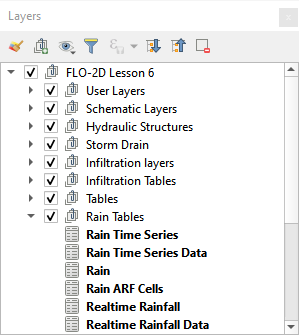 Layers
FLO-2D Lesson 6
User Layers
Schematic Layers
Hydraulic Structures
Storm Drain
Infiltration layers
Infiltration Tables
Tables
Rain Tables
Rain Time Series
Rain Time Series Data
Rain
Rain ARF Cells
Realtime Rainfall
Realtime Rainfall Data